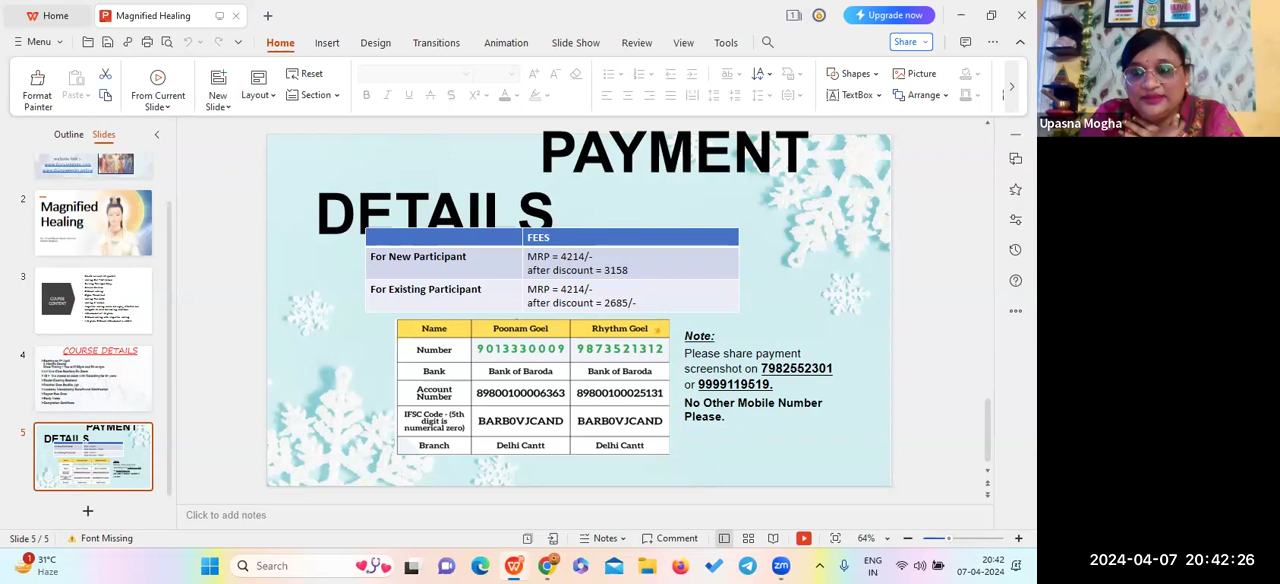 Home
Magnified Healing
Upgrade now
Menu
Home
Insert
Design
Transitions
Animation
Slide Show
Review
View
Tools
Share
Format
Painter
Paste
From Current
Slide
New
Slide
Layout
Reset
Section
Shapes
Picture
TextBox
Arrange
Upasna Mogha
Outline
Slides
2
Magnified
Healing
3
4
COURSE DETAILS
5
PAYMENT
DETAILS
PAYMENT
DETAILS
FEES
For New Participant
MRP = 4214/-
after discount = 3158
For Existing Participant
MRP = 4214/-
after discount = 2685/-
Name Poonam Goel Rhythm Goel
Number 9013330009 9873521312
Bank Bank of Baroda Bank of Baroda
Account
Number 89800100006363 89800100025131
IFSC Code - (5th
digit is
numerical zero) BARB0VJCAND BARB0VJCAND
Branch Delhi Cantt Delhi Cantt
Note:
Please share payment
screenshot on 7982552301
or 9999119519.
No Other Mobile Number
Please.
Click to add notes
Slide 5 / 5
Font Missing
Notes
Comment
64%
31°C
Haze
Search
ENG
IN
20:42
07-04-2024
2024-04-07 20:42:26